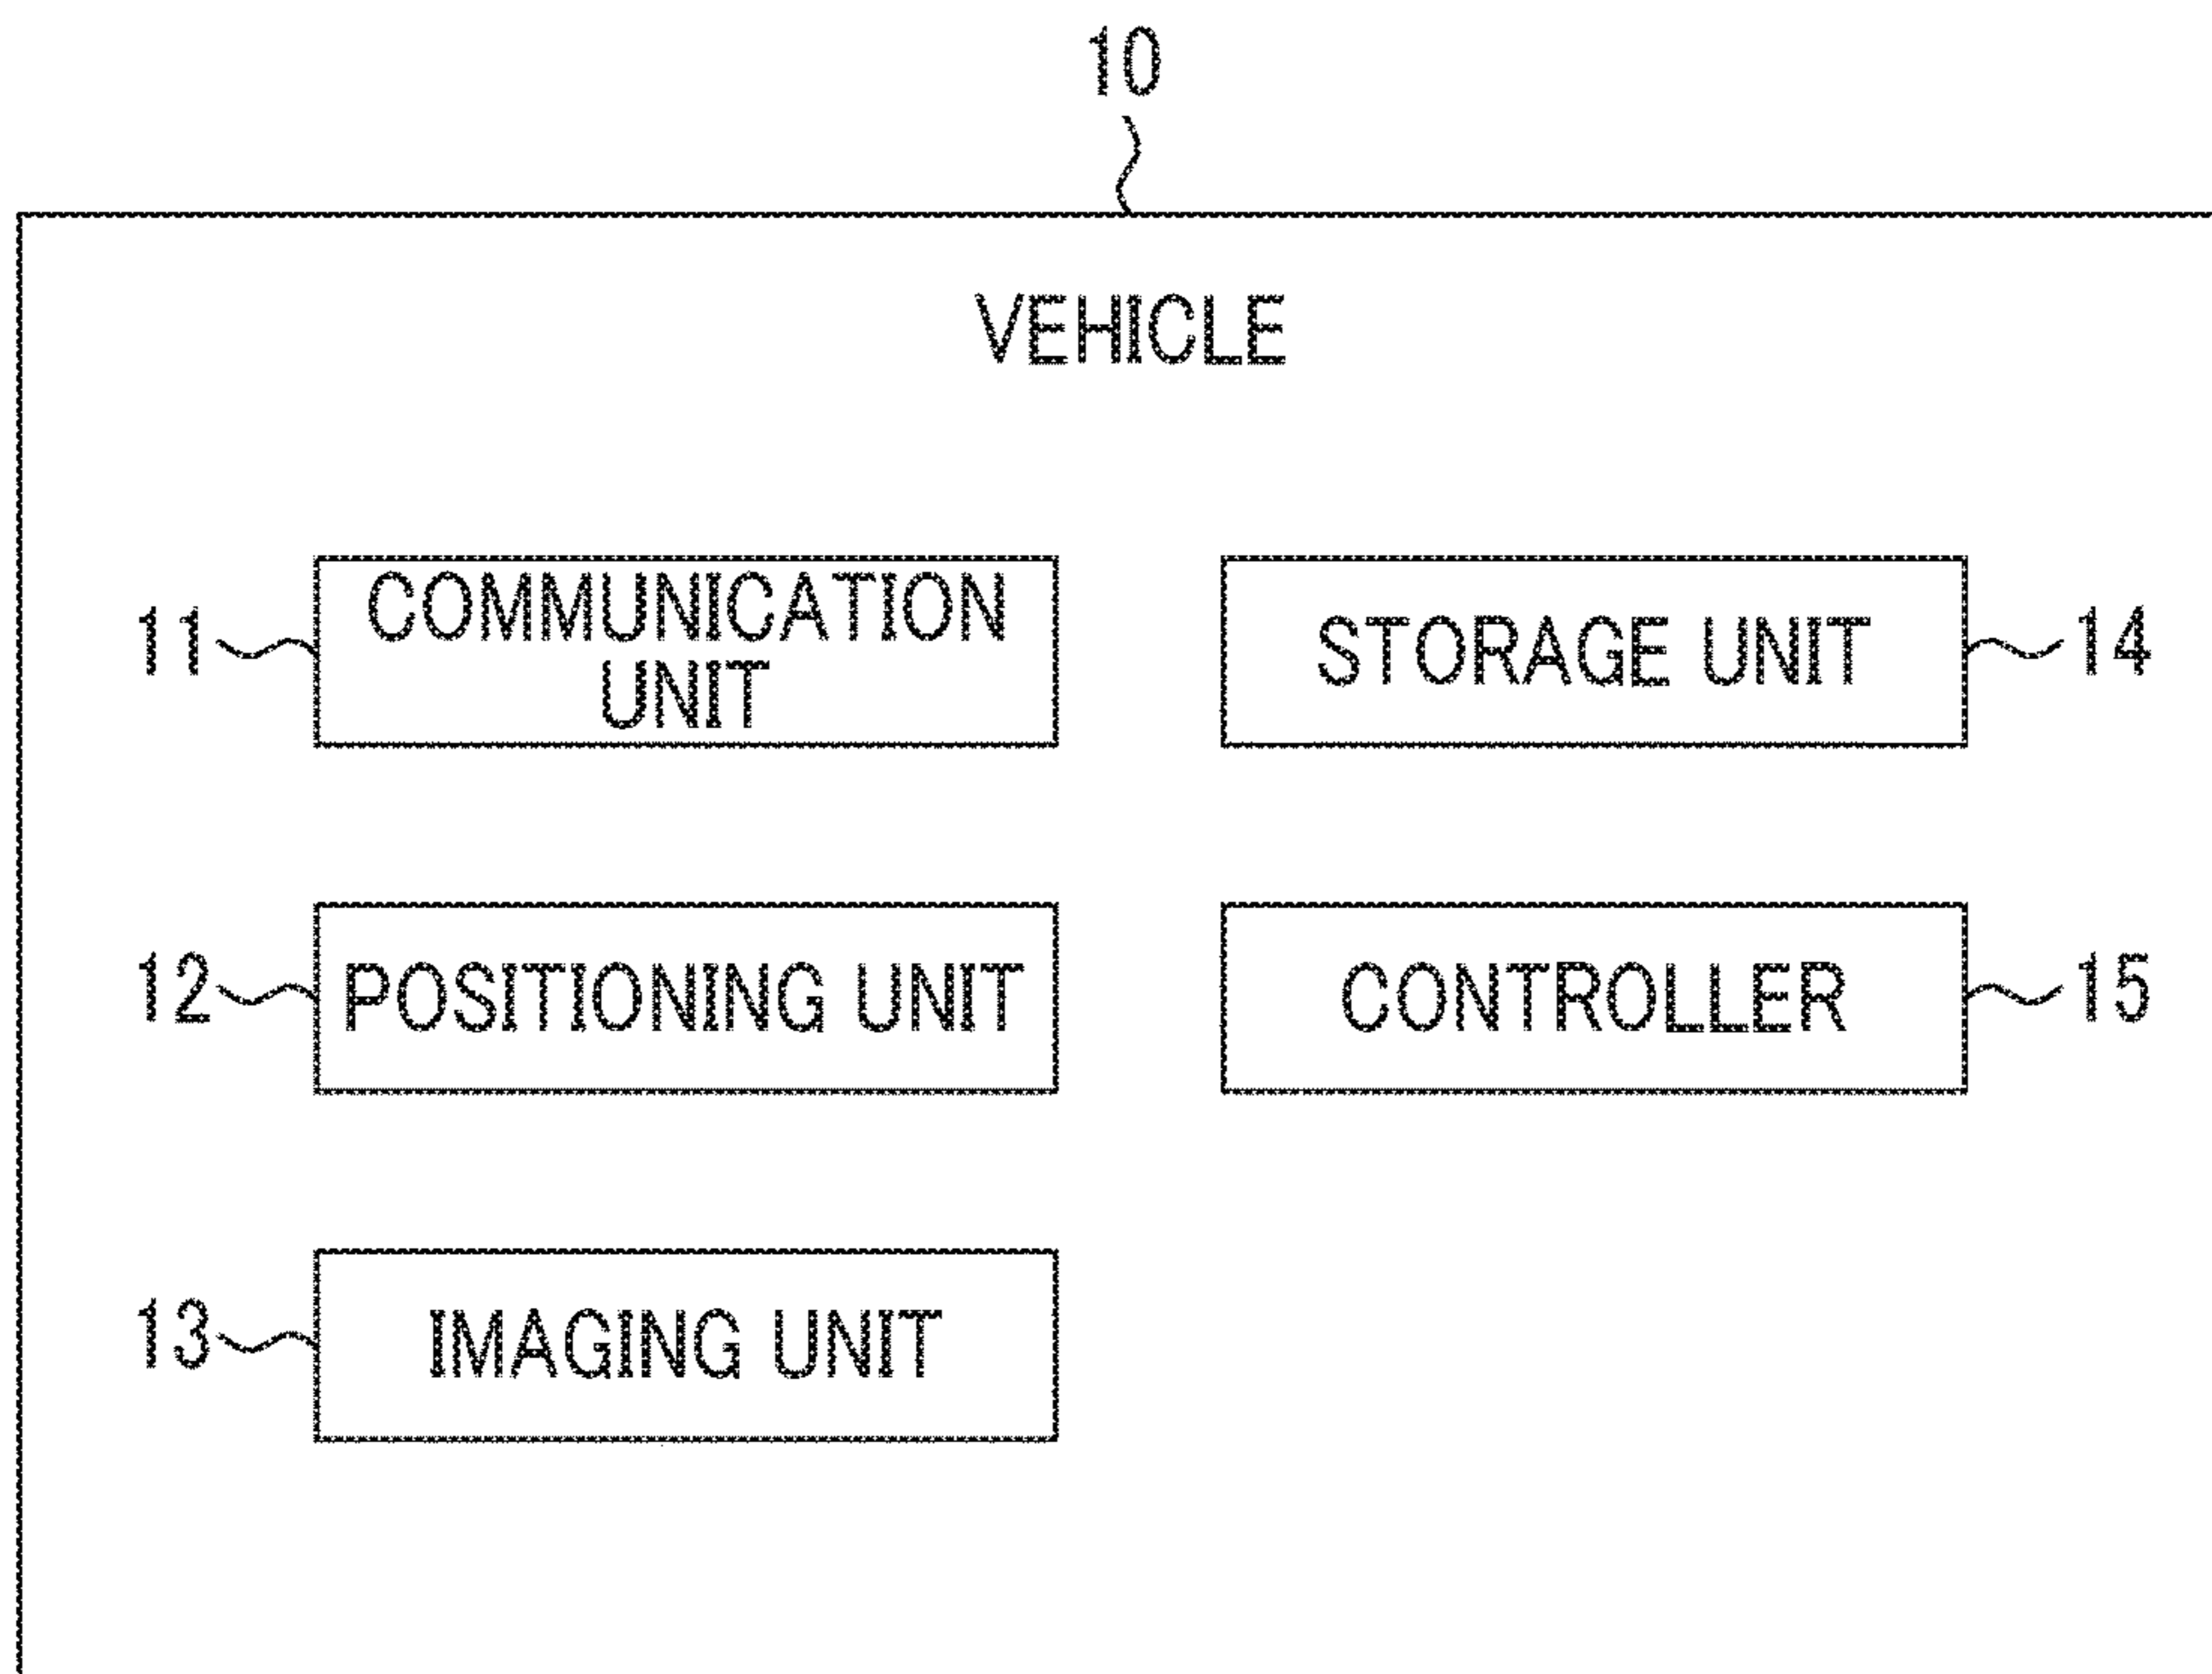 10
VEHICLE
11
COMMUNICATION
UNIT
STORAGE UNIT
14
12
POSITIONING UNIT
CONTROLLER
15
13
IMAGING UNIT